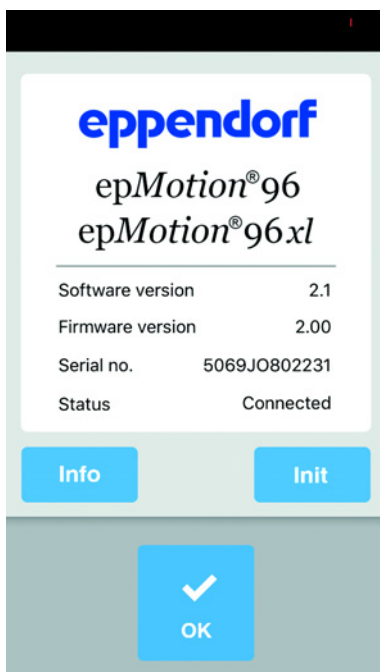 eppendorf
epMotion®96
epMotion®96xl
Software version 2.1
Firmware version 2.00
Serial no. 5069JO802231
Status Connected
Info Init
OK